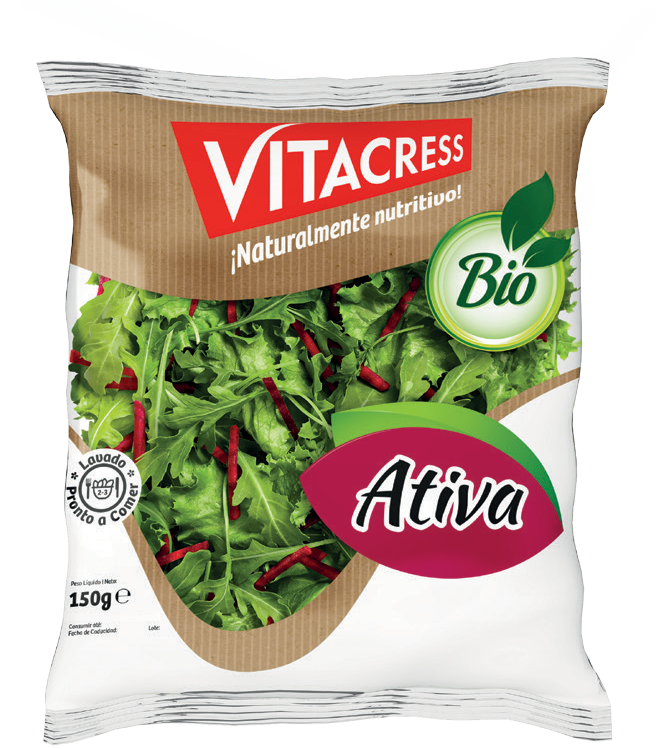 VITACRESS
¡Naturalmente nutritivo!
Bio
Ativa
Lavado
2-3
Pronto a Comer
Peso Líquido | Neto:
150g e
Consumir até:
Fecha de Caducidad:
Lote: